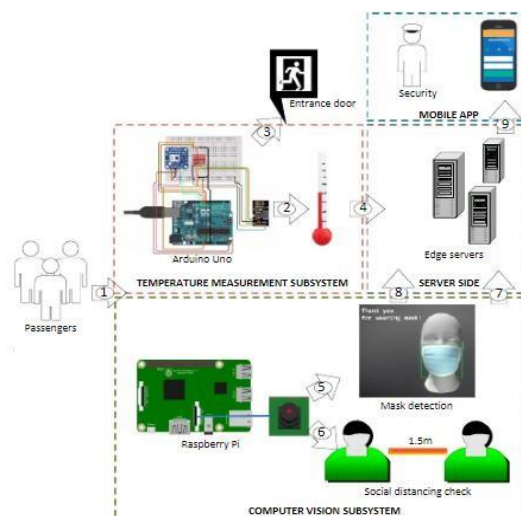 Security
MOBILE APP
9
Entrance door
3
Arduino Uno
2
4
TEMPERATURE MEASUREMENT SUBSYSTEM
Edge servers
SERVER SIDE
Passengers
1
8
7
Thank you
for wearing mask!
Mask detection
Raspberry Pi
5
6
1.5m
Social distancing check
COMPUTER VISION SUBSYSTEM